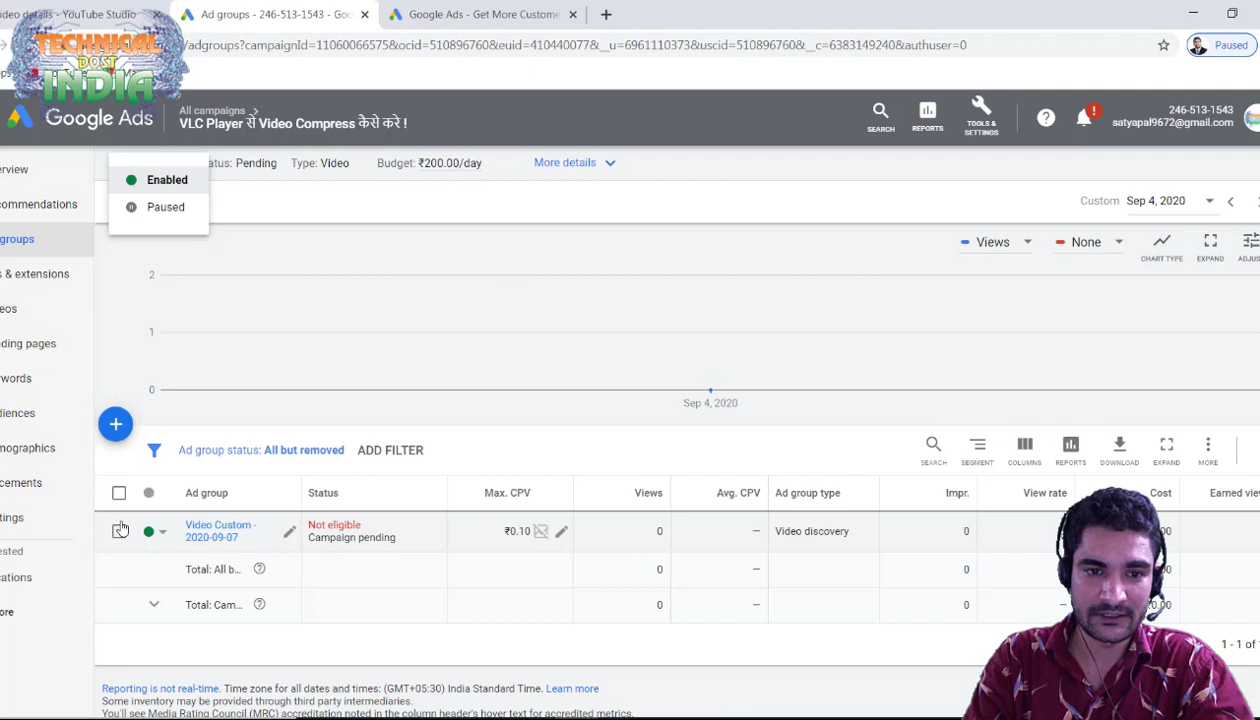 ideo details - YouTube Studio
Ad groups - 246-513-1543 - Goo
Google Ads - Get More Custome
/adgroups?campaignId=11060066575&ocid=510896760&euid=410440077&__u=6961110373&uscid=510896760&__c=6383149240&authuser=0
Paused
TECHNICAL
DOST
INDIA
Google Ads
All campaigns
VLC Player से Video Compress कैसे करे !
SEARCH
REPORTS
TOOLS &
SETTINGS
246-513-1543
satyapal9672@gmail.com
Enabled
Paused
atus: Pending
Type: Video
Budget: ₹200.00/day
More details
Custom
Sep 4, 2020
erview
commendations
groups
s & extensions
eos
nding pages
words
diences
mographics
cements
tings
ested
cations
ore
Views
None
CHART TYPE
EXPAND
ADJUS
2
1
0
Sep 4, 2020
Ad group status: All but removed
ADD FILTER
SEARCH
SEGMENT
COLUMNS
REPORTS
DOWNLOAD
EXPAND
MORE
Ad group
Status
Max. CPV
Views
Avg. CPV
Ad group type
Impr.
View rate
Cost
Earned view
Video Custom -
2020-09-07
Not eligible
Campaign pending
₹0.10
0
—
Video discovery
0
Total: All b...
0
—
0
Total: Cam...
0
—
0
–
1 - 1 of
Reporting is not real-time. Time zone for all dates and times: (GMT+05:30) India Standard Time. Learn more
Some inventory may be provided through third party intermediaries.
You'll see Media Rating Council (MRC) accreditation noted in the column header's hover text for accredited metrics.